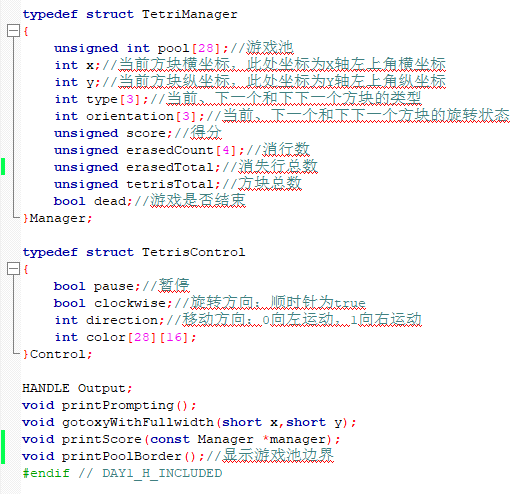 typedef struct TetriManager
{
unsigned int pool[28];//游戏池
int x;//当前方块横坐标，此处坐标为x轴左上角横坐标
int y;//当前方块纵坐标，此处坐标为y轴左上角纵坐标
int type[3];//当前、下一个和下下一个方块的类型
int orientation[3];//当前、下一个和下下一个方块的旋转状态
unsigned score;//得分
unsigned erasedCount[4];//消行数
unsigned erasedTotal;//消失行总数
unsigned tetrisTotal;//方块总数
bool dead;//游戏是否结束
}Manager;
typedef struct TetrisControl
{
bool pause;//暂停
bool clockwise;//旋转方向：顺时针为true
int direction;//移动方向：0向左运动，1向右运动
int color[28][16];
}Control;
HANDLE Output;
void printPrompting();
void gotoxyWithFullwidth(short x,short y);
void printScore(const Manager *manager);
void printPoolBorder();//显示游戏池边界
#endif // DAY1_H_INCLUDED